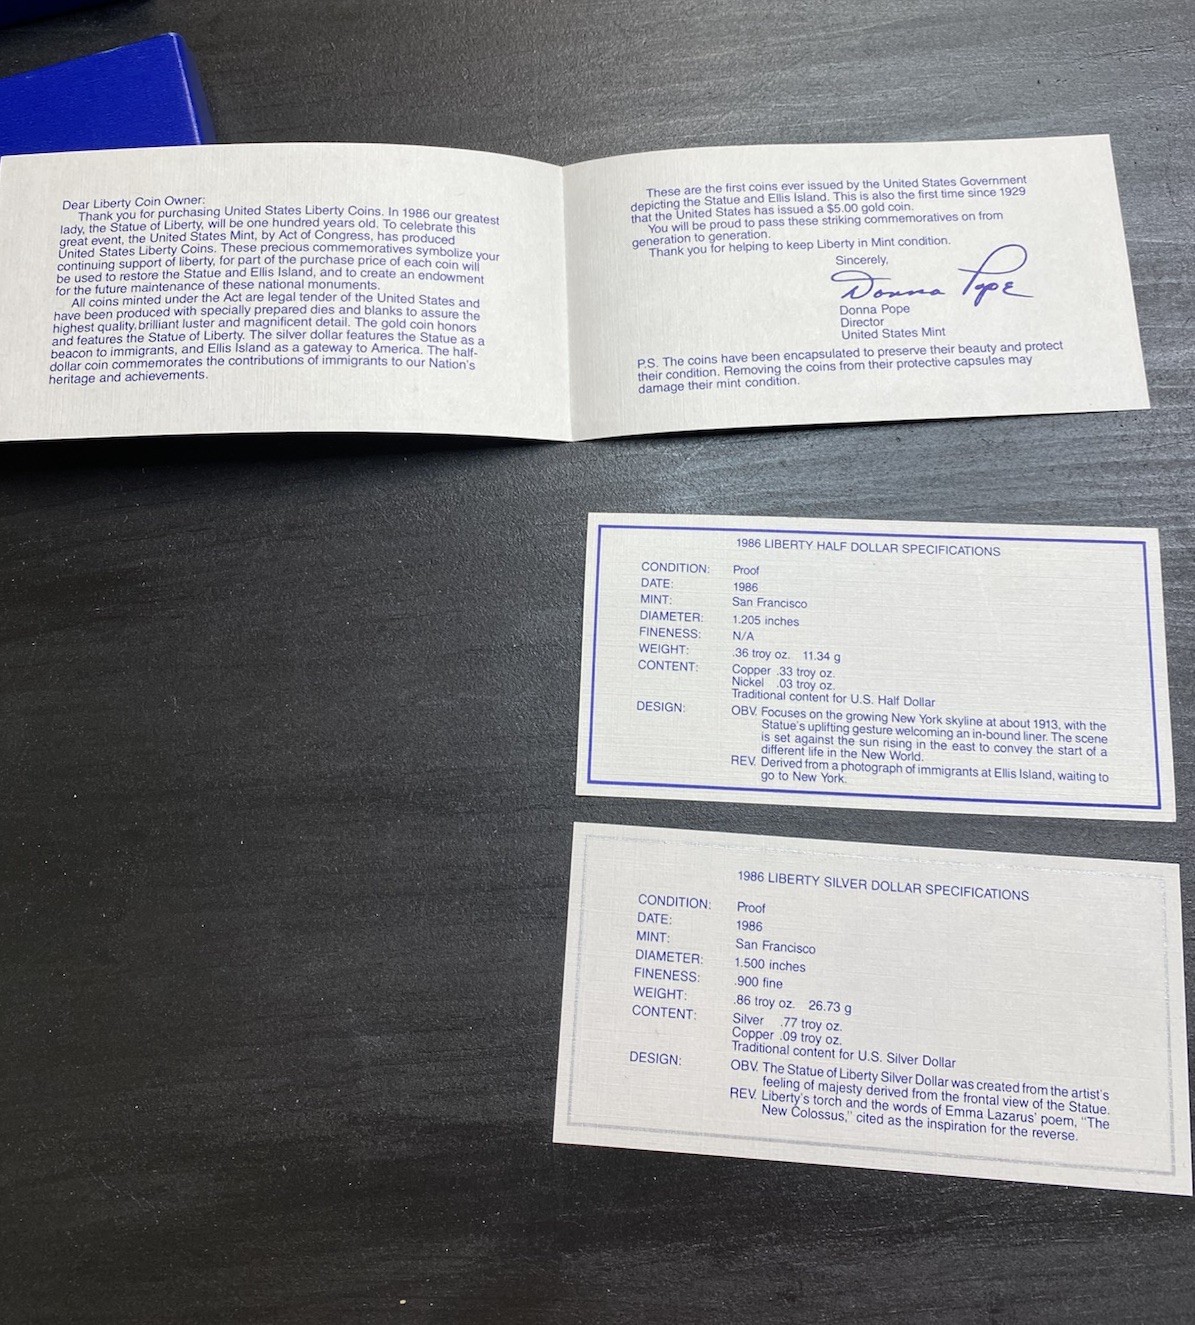 Dear Liberty Coin Owner:
Thank you for purchasing United States Liberty Coins. In 1986 our greatest
lady, the Statue of Liberty, will be one hundred years old. To celebrate this
great event, the United States Mint, by Act of Congress, has produced
United States Liberty Coins. These precious commemoratives symbolize your
continuing support of liberty, for part of the purchase price of each coin will
be used to restore the Statue and Ellis Island, and to create an endowment
for the future maintenance of these national monuments.
All coins minted under the Act are legal tender of the United States and
have been produced with specially prepared dies and blanks to assure the
highest quality, brilliant luster and magnificent detail. The gold coin honors
and features the Statue of Liberty. The silver dollar features the Statue as a
beacon to immigrants, and Ellis Island as a gateway to America. The half-
dollar coin commemorates the contributions of immigrants to our Nation's
heritage and achievements.
These are the first coins ever issued by the United States Government
depicting the Statue and Ellis Island. This is also the first time since 1929
that the United States has issued a $5.00 gold coin.
You will be proud to pass these striking commemoratives on from
generation to generation.
Thank you for helping to keep Liberty in Mint condition.
Sincerely,
Donna Pope
Donna Pope
Director
United States Mint
P.S. The coins have been encapsulated to preserve their beauty and protect
their condition. Removing the coins from their protective capsules may
damage their mint condition.
1986 LIBERTY HALF DOLLAR SPECIFICATIONS
CONDITION: Proof
DATE: 1986
MINT: San Francisco
DIAMETER: 1.205 inches
FINENESS: N/A
WEIGHT: .36 troy oz. 11.34 g
CONTENT: Copper .33 troy oz.
Nickel .03 troy oz.
Traditional content for U.S. Half Dollar
DESIGN: OBV. Focuses on the growing New York skyline at about 1913, with the
Statue's uplifting gesture welcoming an in-bound liner. The scene
is set against the sun rising in the east to convey the start of a
different life in the New World.
REV. Derived from a photograph of immigrants at Ellis Island, waiting to
go to New York.
1986 LIBERTY SILVER DOLLAR SPECIFICATIONS
CONDITION: Proof
DATE: 1986
MINT: San Francisco
DIAMETER: 1.500 inches
FINENESS: .900 fine
WEIGHT: .86 troy oz. 26.73 g
CONTENT: Silver .77 troy oz.
Copper .09 troy oz.
Traditional content for U.S. Silver Dollar
DESIGN: OBV. The Statue of Liberty Silver Dollar was created from the artist's
feeling of majesty derived from the frontal view of the Statue.
REV. Liberty's torch and the words of Emma Lazarus' poem, "The
New Colossus," cited as the inspiration for the reverse.